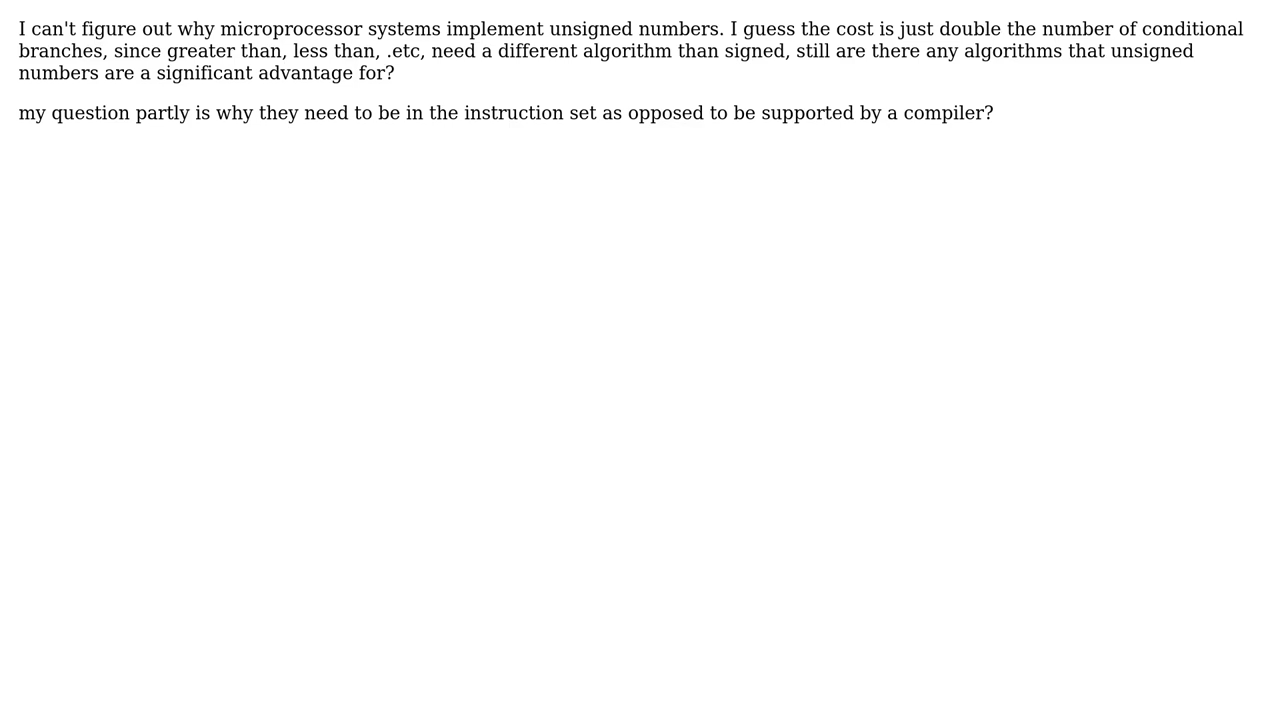 I can't figure out why microprocessor systems implement unsigned numbers. I guess the cost is just double the number of conditional
branches, since greater than, less than, .etc, need a different algorithm than signed, still are there any algorithms that unsigned
numbers are a significant advantage for?
my question partly is why they need to be in the instruction set as opposed to be supported by a compiler?